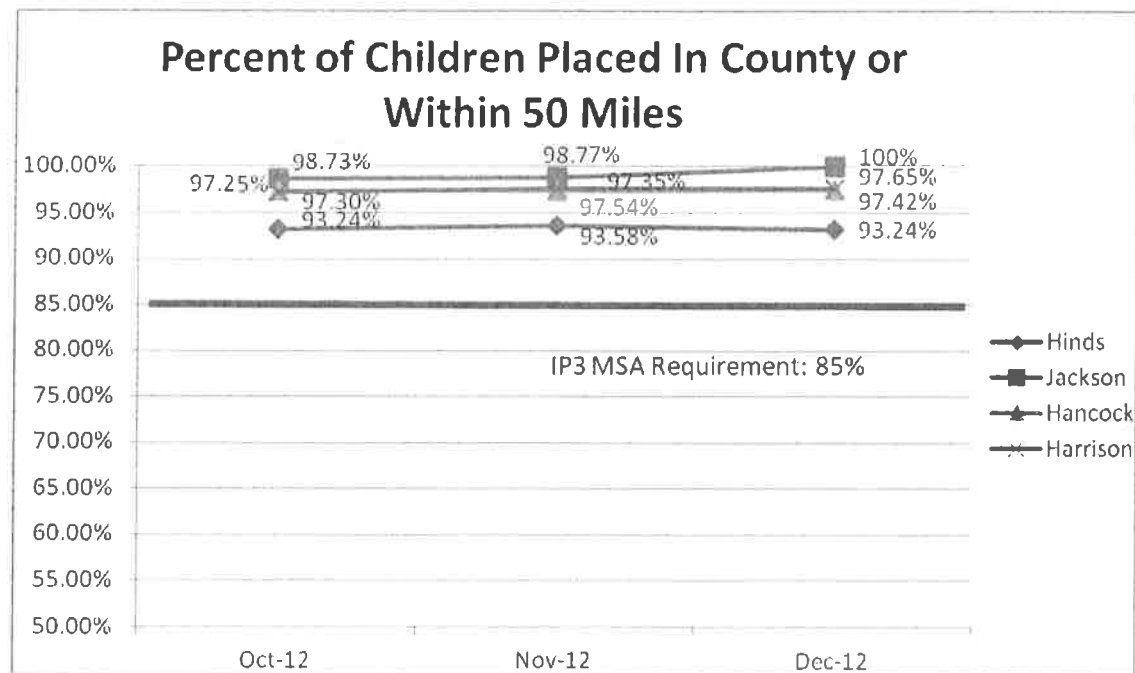 Percent of Children Placed In County or
Within 50 Miles
100.00%
95.00%
90.00%
85.00%
80.00%
75.00%
70.00%
65.00%
60.00%
55.00%
50.00%
98.73%
98.77%
100%
97.25%
97.35%
97.65%
97.30%
97.54%
97.42%
93.24%
93.58%
93.24%
IP3 MSA Requirement: 85%
Hinds
Jackson
Hancock
Harrison
Oct-12
Nov-12
Dec-12